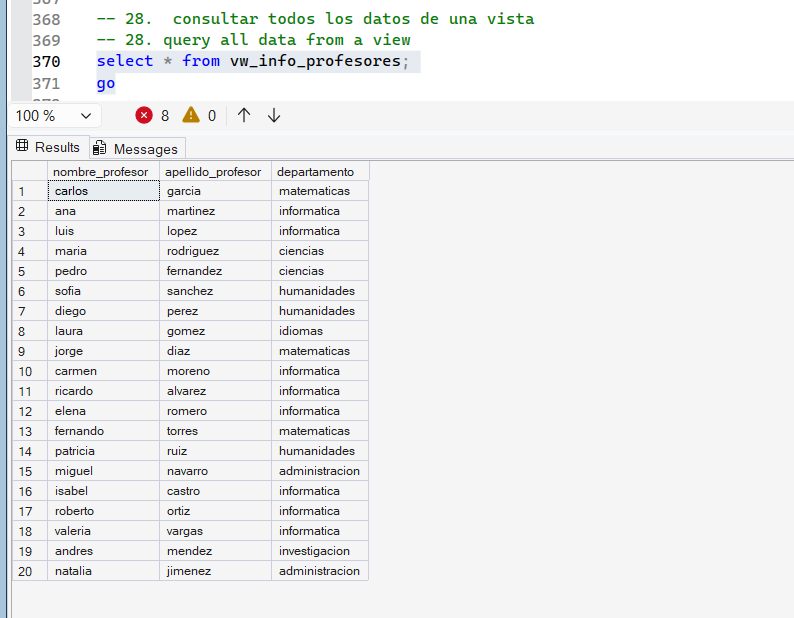 367
368 -- 28.  consultar todos los datos de una vista
369 -- 28. query all data from a view
370 select * from vw_info_profesores;
371 go
100 % 8 0
Results Messages
nombre_profesor apellido_profesor departamento
1 carlos garcia matematicas
2 ana martinez informatica
3 luis lopez informatica
4 maria rodriguez ciencias
5 pedro fernandez ciencias
6 sofia sanchez humanidades
7 diego perez humanidades
8 laura gomez idiomas
9 jorge diaz matematicas
10 carmen moreno informatica
11 ricardo alvarez informatica
12 elena romero informatica
13 fernando torres matematicas
14 patricia ruiz humanidades
15 miguel navarro administracion
16 isabel castro informatica
17 roberto ortiz informatica
18 valeria vargas informatica
19 andres mendez investigacion
20 natalia jimenez administracion